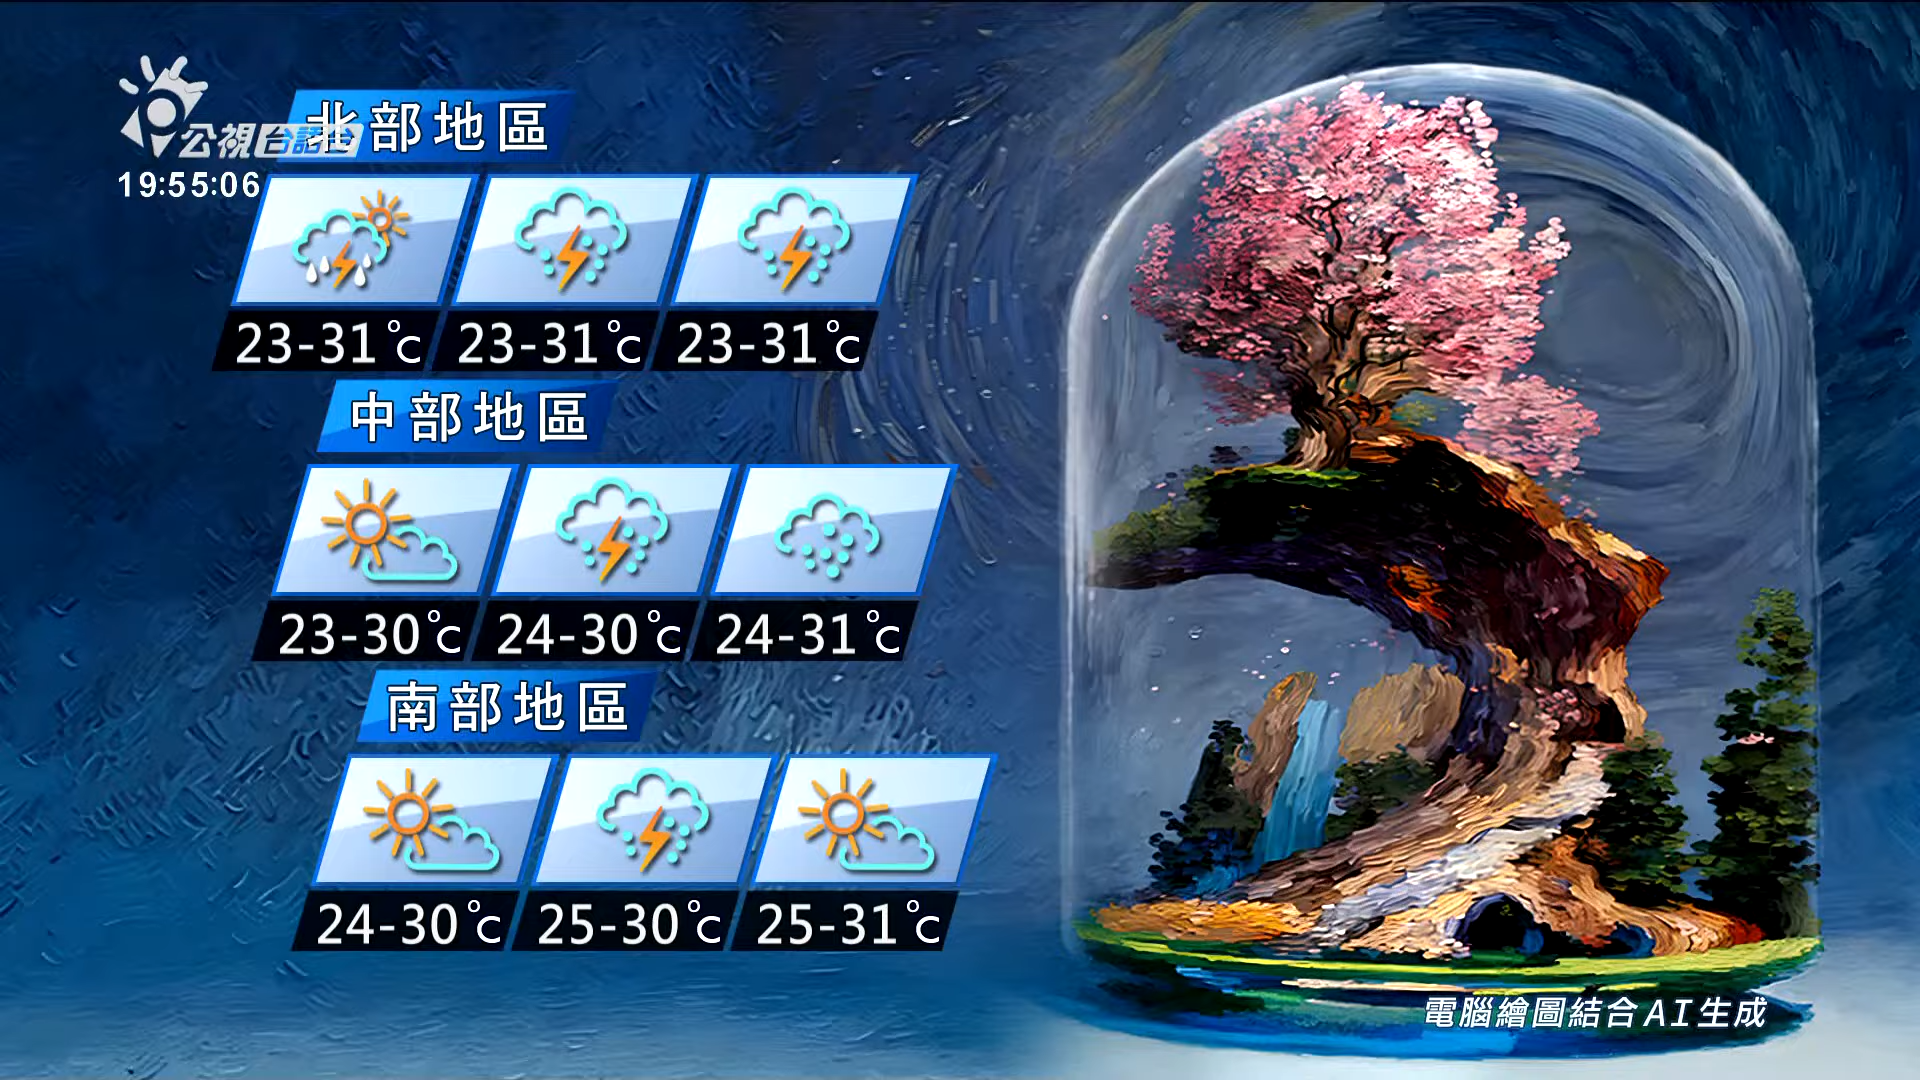 公視台語台
19:55:06
北部地區
23-31℃ 23-31℃ 23-31℃
中部地區
23-30℃ 24-30℃ 24-31℃
南部地區
24-30℃ 25-30℃ 25-31℃
電腦繪圖結合AI生成